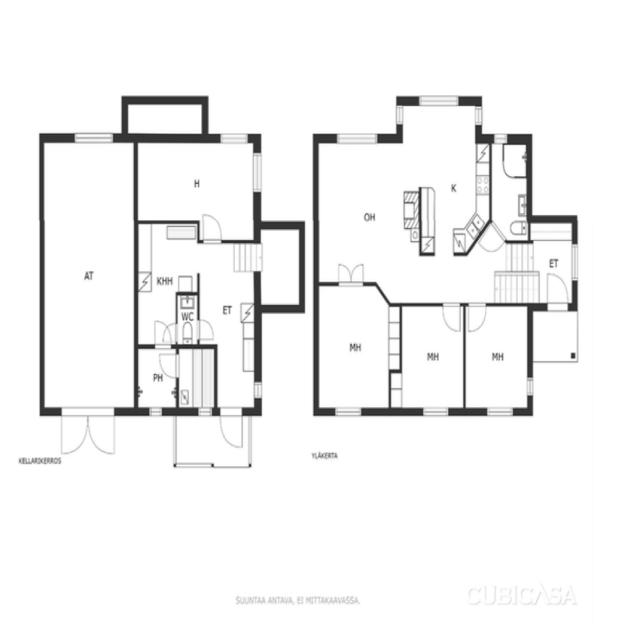 H
AT
KHH
ET
WC
PH
KELLARIKERROS
K
OH
ET
MH
MH
MH
YLÄKERTA
SUUNTAA ANTAVA, EI MITTAKAAVASSA.
CUBICASA